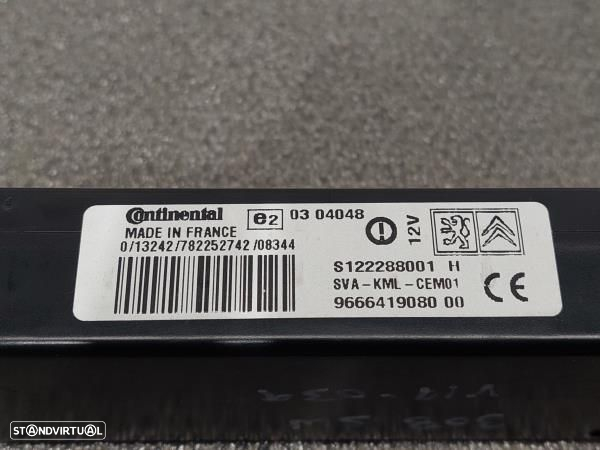 Continental
e2
03 04048
12V
MADE IN FRANCE
0/13242/782252742/08344
S122288001 H
SVA-KML-CEM01
9666419080 00
CE
STANDVIRTUAL